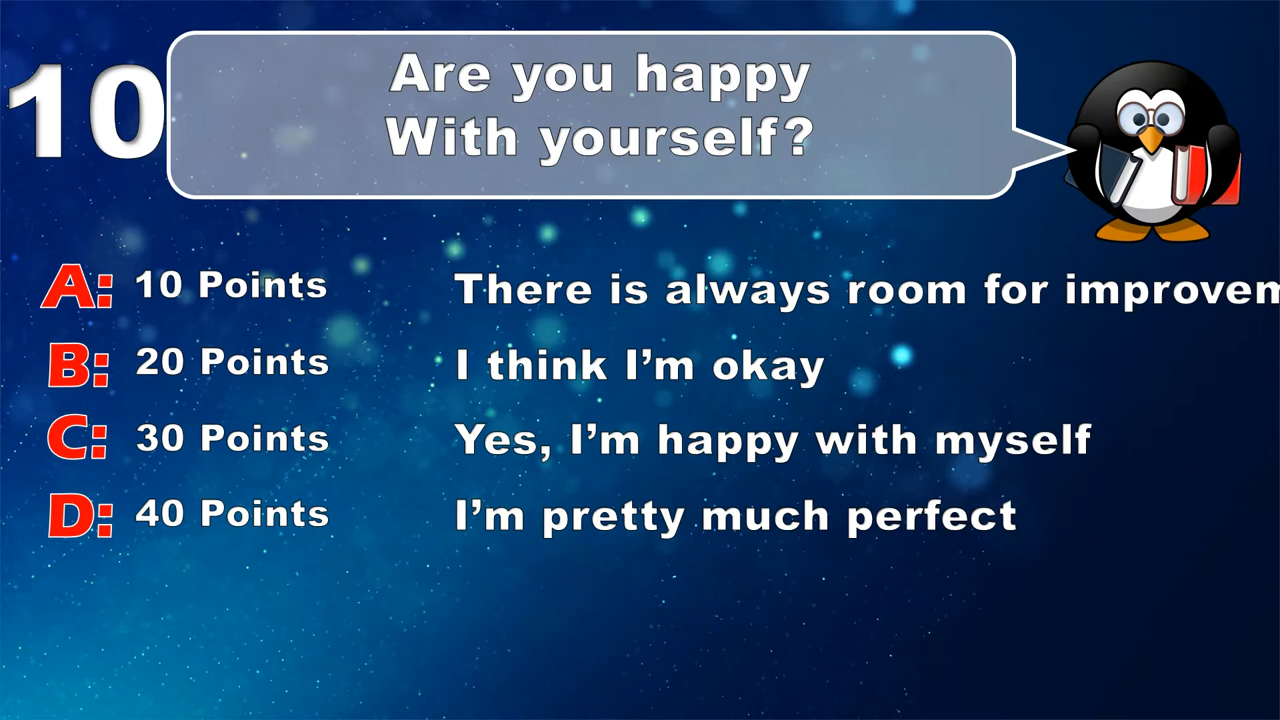 10
Are you happy
With yourself?
A: 10 Points There is always room for improvem
B: 20 Points I think I’m okay
C: 30 Points Yes, I’m happy with myself
D: 40 Points I’m pretty much perfect